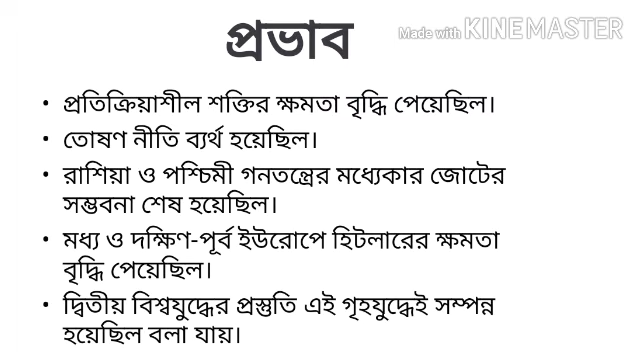 প্রভাব
Made with KINEMASTER
• প্রতিক্রিয়াশীল শক্তির ক্ষমতা বৃদ্ধি পেয়েছিল।
• তোষণ নীতি ব্যর্থ হয়েছিল।
• রাশিয়া ও পশ্চিমী গনতন্ত্রের মধ্যেকার জোটের
সম্ভবনা শেষ হয়েছিল।
• মধ্য ও দক্ষিণ-পূর্ব ইউরোপে হিটলারের ক্ষমতা
বৃদ্ধি পেয়েছিল।
• দ্বিতীয় বিশ্বযুদ্ধের প্রস্তুতি এই গৃহযুদ্ধেই সম্পন্ন
হয়েছিল বলা যায়।